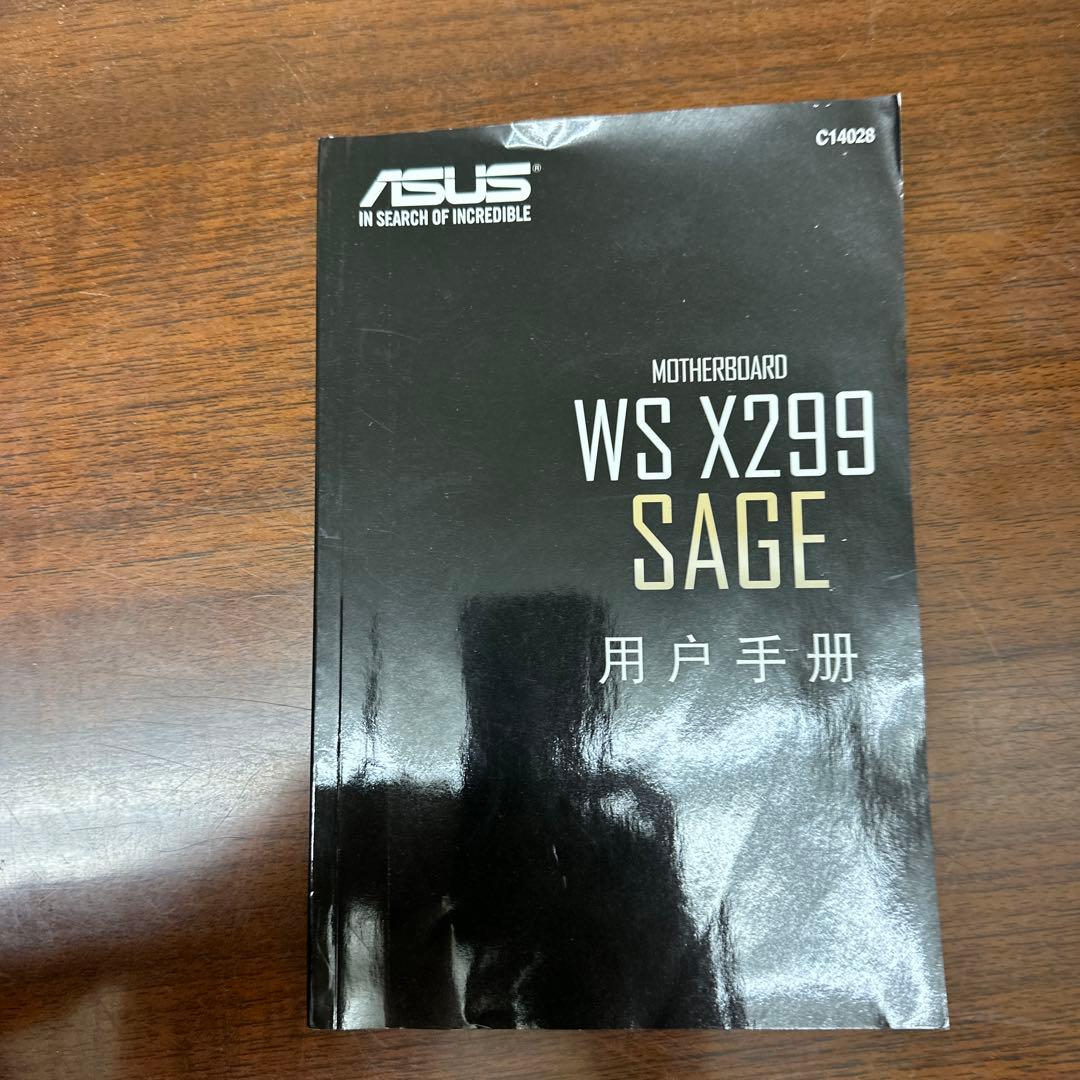 C14028
ASUS®
IN SEARCH OF INCREDIBLE
MOTHERBOARD
WS X299
SAGE
用户手册